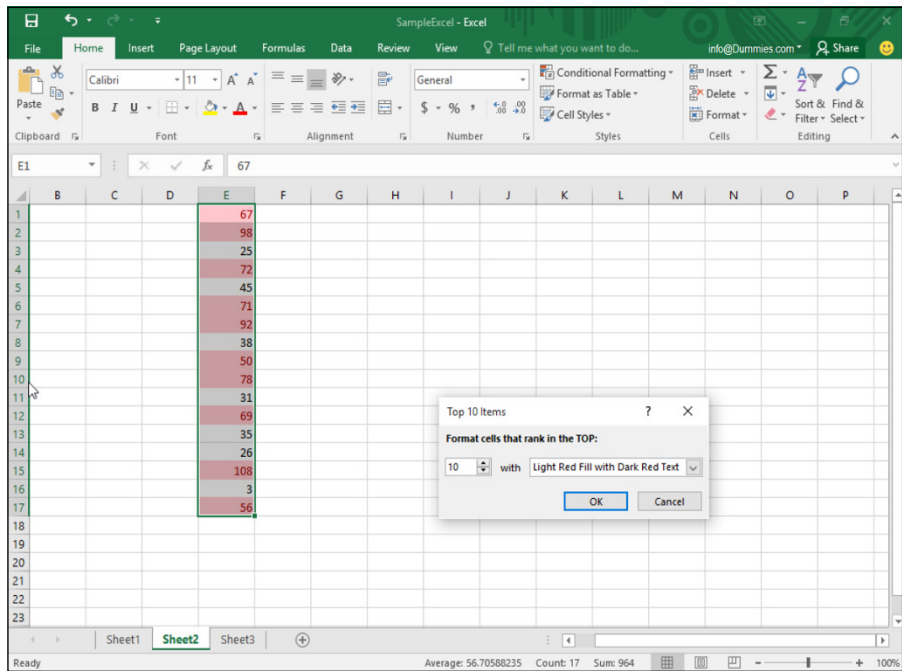 SampleExcel - Excel
File Home Insert Page Layout Formulas Data Review View Tell me what you want to do... info@Dummies.com Share
Paste
Calibri 11 A A
B I U A
General
$ % , .00 .0
Conditional Formatting
Format as Table
Cell Styles
Insert
Delete
Format
Sort & Find &
Filter Select
Clipboard Font Alignment Number Styles Cells Editing
E1 fx 67
B C D E F G H I J K L M N O P
1 67
2 98
3 25
4 72
5 45
6 71
7 92
8 38
9 50
10 78
11 31
12 69
13 35
14 26
15 108
16 3
17 56
18
19
20
21
22
23
Top 10 Items ? X
Format cells that rank in the TOP:
10 with Light Red Fill with Dark Red Text
OK Cancel
Sheet1 Sheet2 Sheet3
Ready Average: 56.70588235 Count: 17 Sum: 964 100%